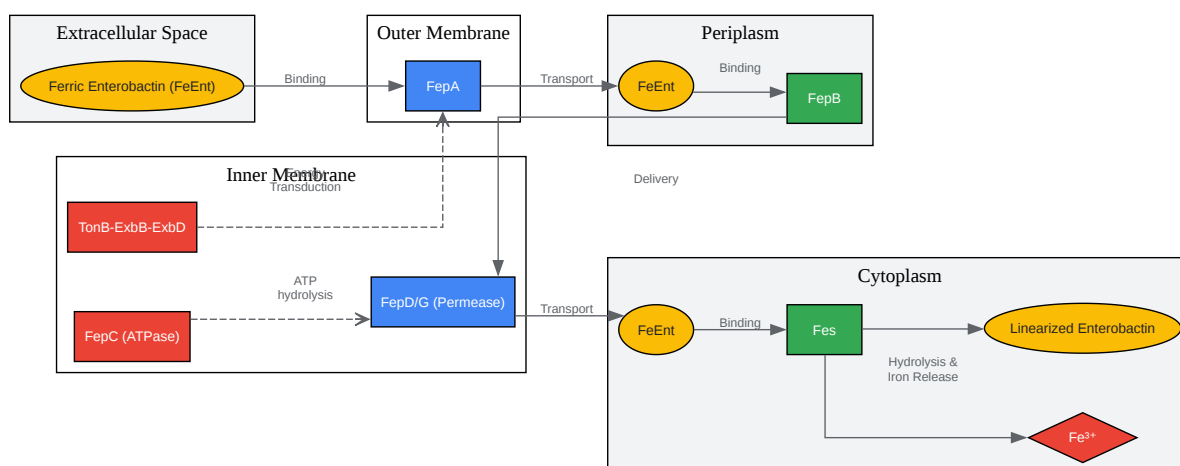 Extracellular Space
Outer Membrane
Periplasm
Ferric Enterobactin (FeEnt)
Binding
FepA
Transport
FeEnt
Binding
FepB
Inner Membrane
Energy
Transduction
Delivery
TonB-ExbB-ExbD
ATP
hydrolysis
FepD/G (Permease)
FepC (ATPase)
Transport
Cytoplasm
FeEnt
Binding
Fes
Linearized Enterobactin
Hydrolysis &
Iron Release
Fe³⁺